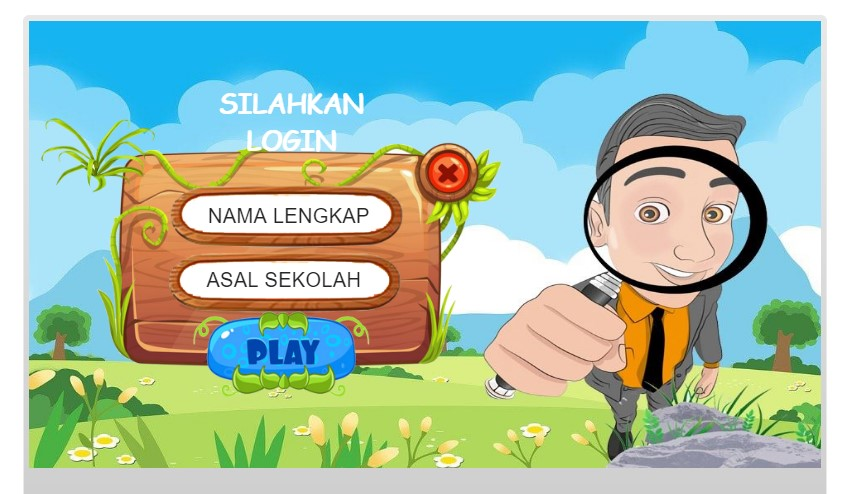 SILAHKAN
LOGIN
NAMA LENGKAP
ASAL SEKOLAH
PLAY